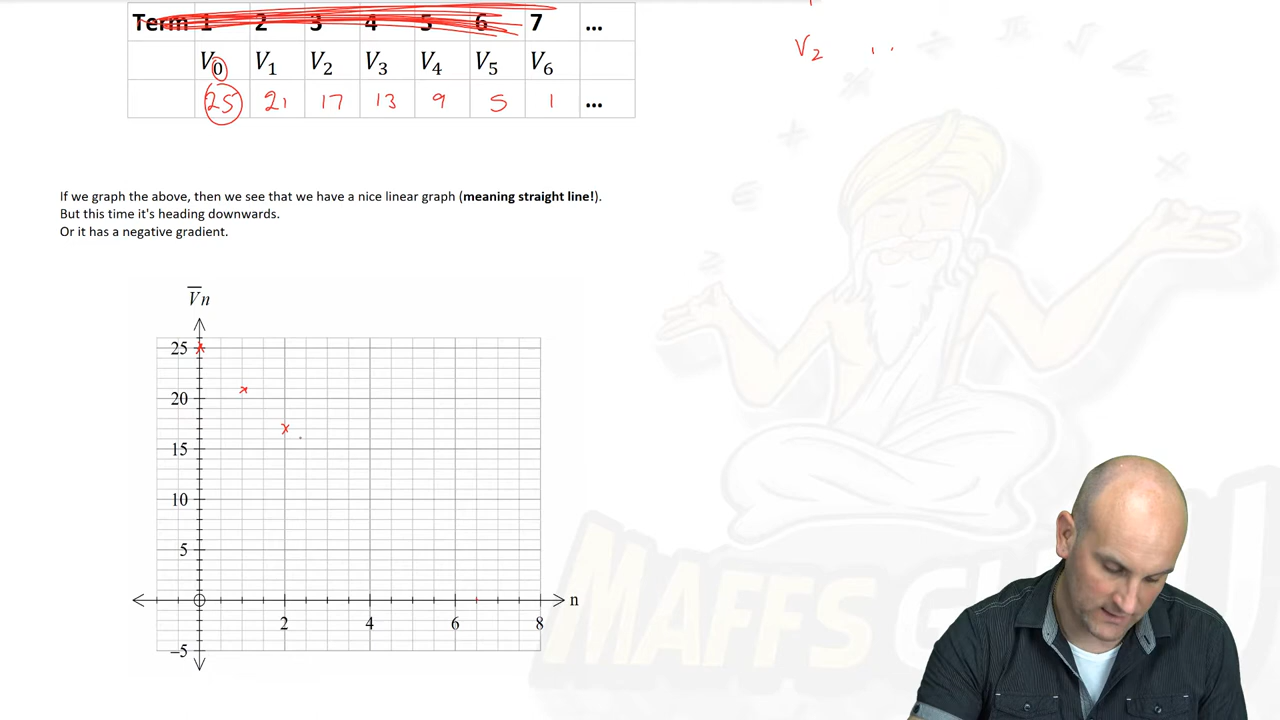 Term 1 2 3 4 5 6 7 ...
V0 V1 V2 V3 V4 V5 V6
25 21 17 13 9 5 1 ...
V2 ..
If we graph the above, then we see that we have a nice linear graph (meaning straight line!).
But this time it's heading downwards.
Or it has a negative gradient.
V̅n
25
20
15
10
5
n
2 4 6 8
–5
MAFFS GURU